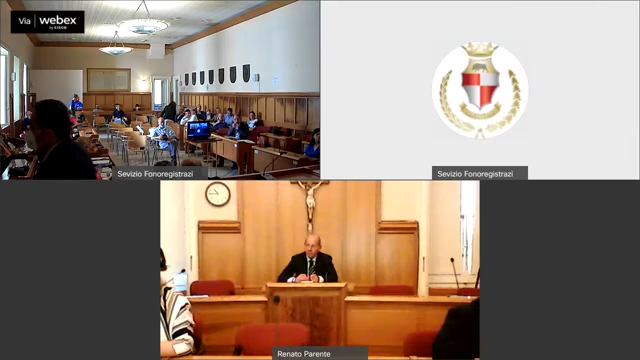 Via webex
by CISCO
Sevizio Fonoregistrazi
Sevizio Fonoregistrazi
Renato Parente